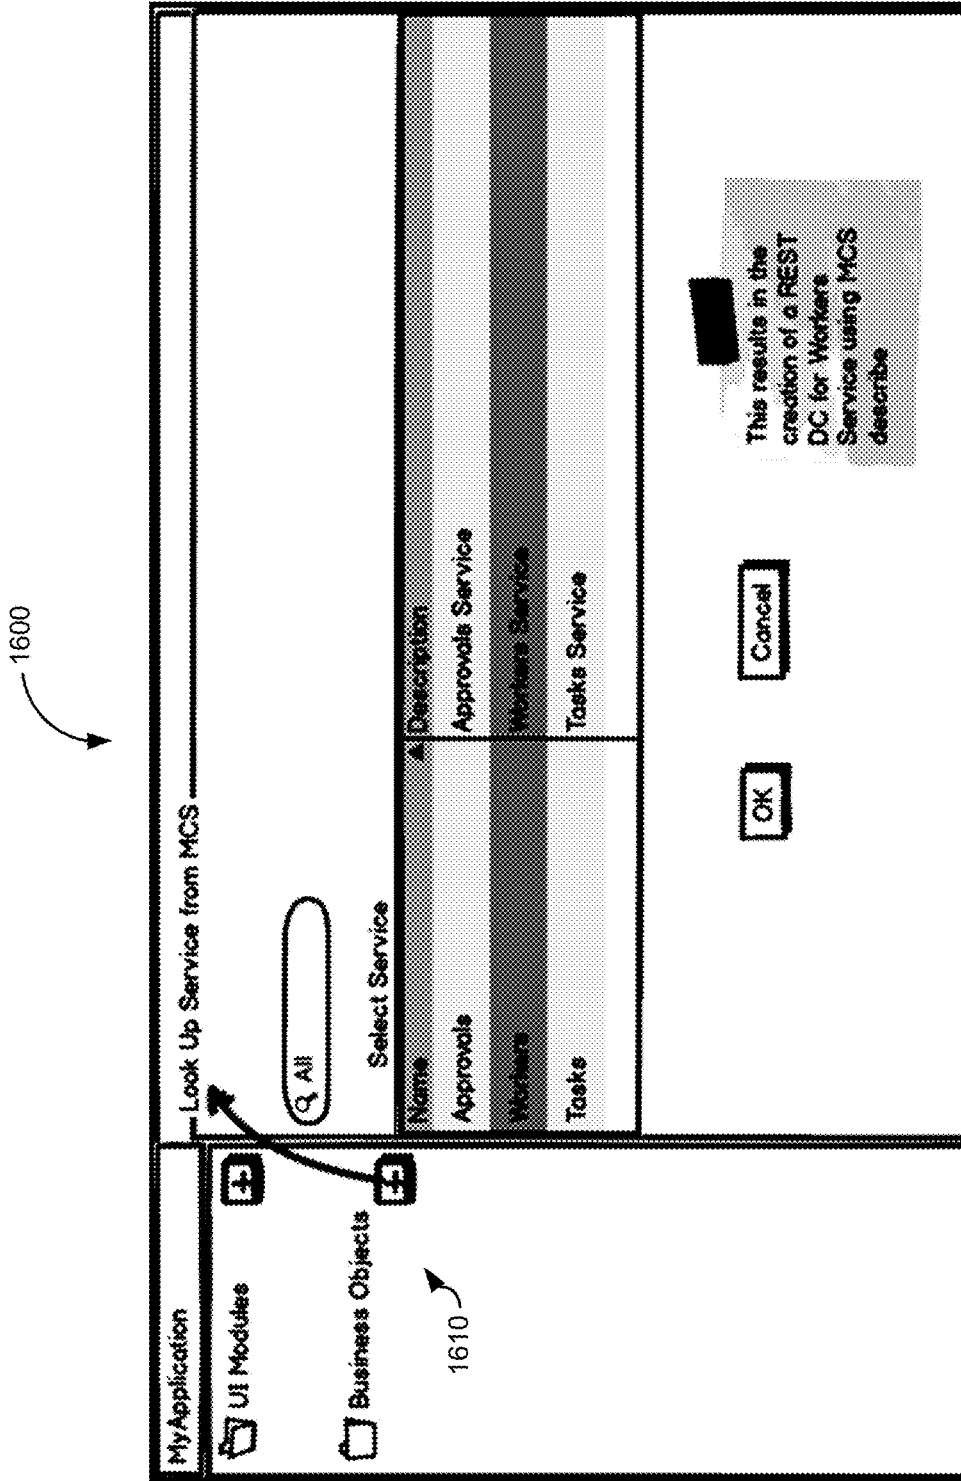 1600
MyApplication
UI Modules
+
Business Objects
+
1610
Look Up Service from MCS
All
Select Service
Name ▲ Description
Approvals Approvals Service
Workers Workers Service
Tasks Tasks Service
OK Cancel
This results in the
creation of a REST
DC for Workers
Service using MCS
describe